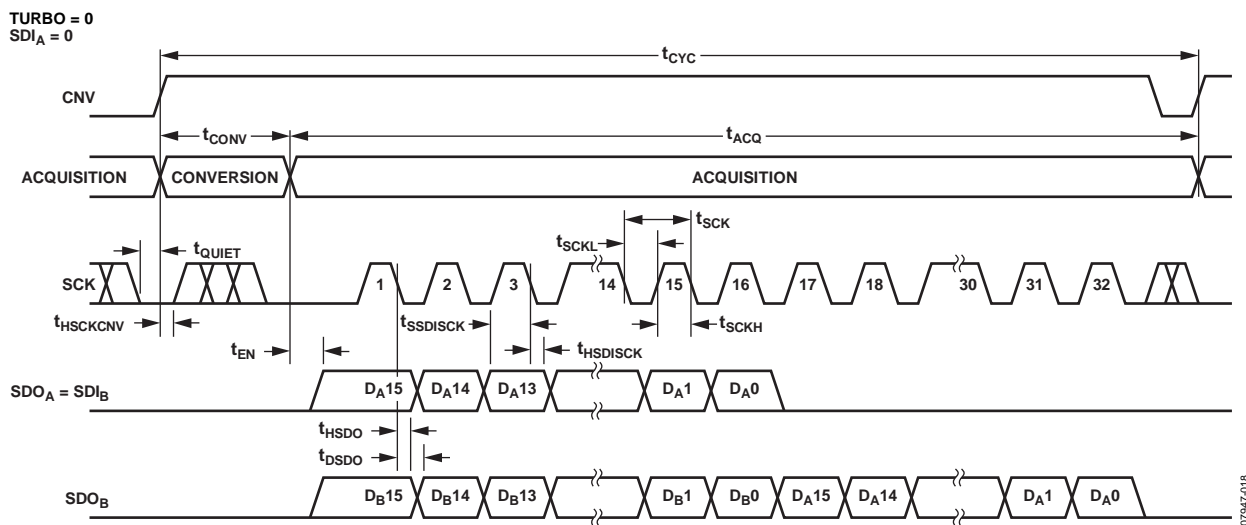 TURBO = 0
SDIA = 0
tCYC
CNV
tCONV
tACQ
ACQUISITION
CONVERSION
ACQUISITION
tSCK
tQUIET
tSCKL
SCK
1
2
3
14
15
16
17
18
30
31
32
tHSCKCNV
tSSDISCK
tSCKH
tEN
tHSDISCK
SDOA = SDIB
DA15
DA14
DA13
DA1
DA0
tHSDO
tDSDO
SDOB
DB15
DB14
DB13
DB1
DB0
DA15
DA14
DA1
DA0
07947-018